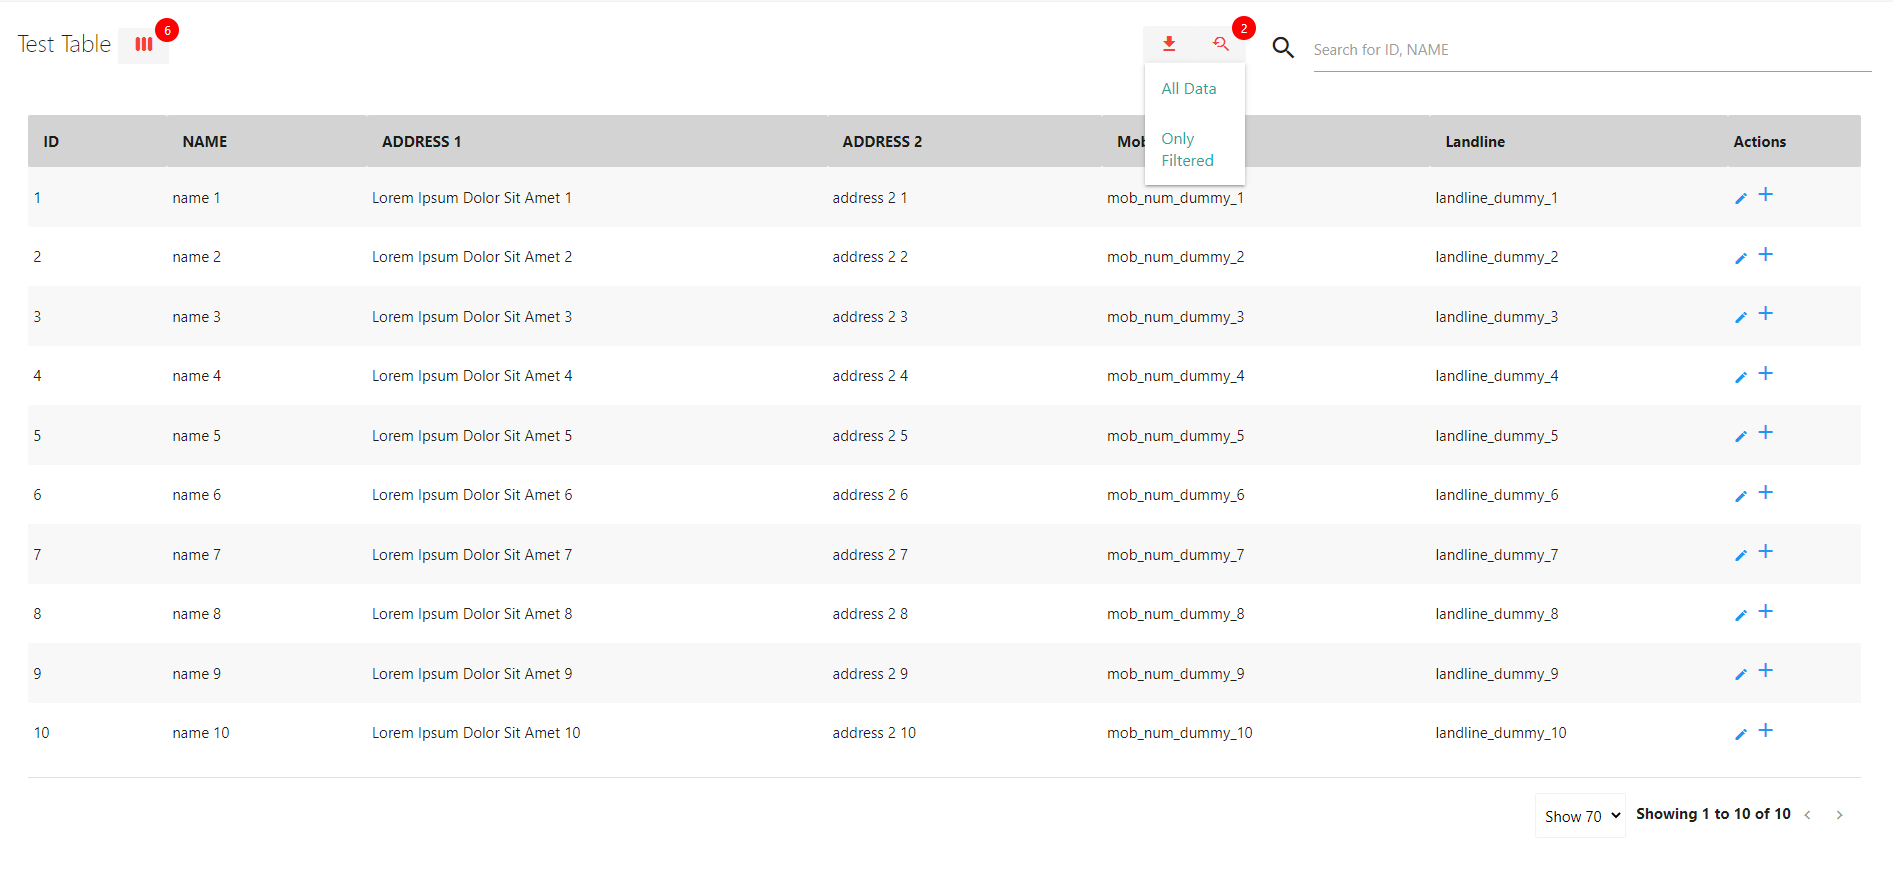 Test Table 6
2
Search for ID, NAME
All Data
Only
Filtered
ID NAME ADDRESS 1 ADDRESS 2 Mob Landline Actions
1 name 1 Lorem Ipsum Dolor Sit Amet 1 address 2 1 mob_num_dummy_1 landline_dummy_1
2 name 2 Lorem Ipsum Dolor Sit Amet 2 address 2 2 mob_num_dummy_2 landline_dummy_2
3 name 3 Lorem Ipsum Dolor Sit Amet 3 address 2 3 mob_num_dummy_3 landline_dummy_3
4 name 4 Lorem Ipsum Dolor Sit Amet 4 address 2 4 mob_num_dummy_4 landline_dummy_4
5 name 5 Lorem Ipsum Dolor Sit Amet 5 address 2 5 mob_num_dummy_5 landline_dummy_5
6 name 6 Lorem Ipsum Dolor Sit Amet 6 address 2 6 mob_num_dummy_6 landline_dummy_6
7 name 7 Lorem Ipsum Dolor Sit Amet 7 address 2 7 mob_num_dummy_7 landline_dummy_7
8 name 8 Lorem Ipsum Dolor Sit Amet 8 address 2 8 mob_num_dummy_8 landline_dummy_8
9 name 9 Lorem Ipsum Dolor Sit Amet 9 address 2 9 mob_num_dummy_9 landline_dummy_9
10 name 10 Lorem Ipsum Dolor Sit Amet 10 address 2 10 mob_num_dummy_10 landline_dummy_10
Show 70 Showing 1 to 10 of 10